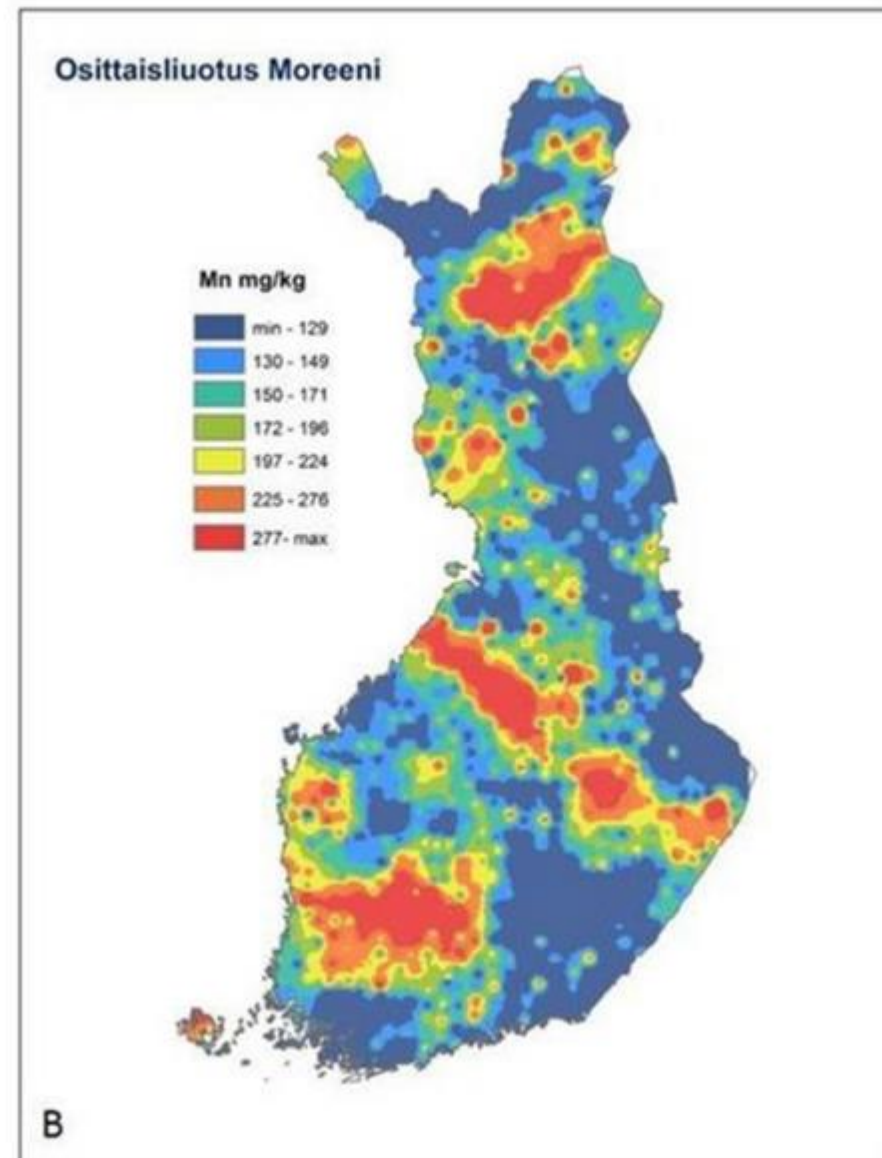 Osittaisliuotus Moreeni
Mn mg/kg
min - 129
130 - 149
150 - 171
172 - 196
197 - 224
225 - 276
277- max
B